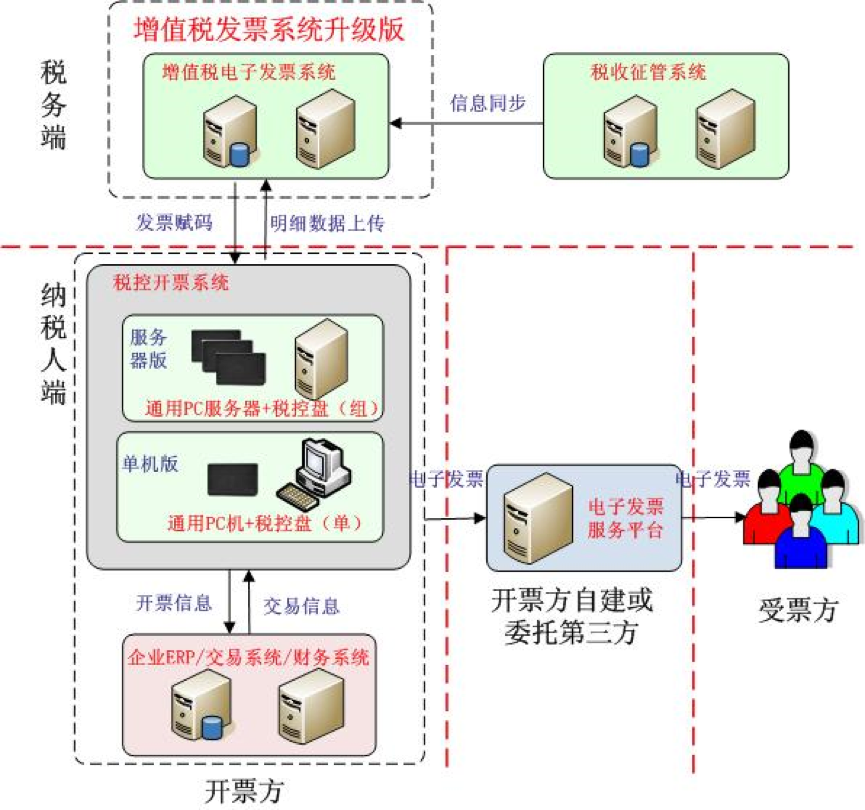 增值税发票系统升级版
税务端
增值税电子发票系统
税收征管系统
信息同步
发票赋码
明细数据上传
纳税人端
税控开票系统
服务
器版
通用PC服务器+税控盘（组）
单机版
通用PC机+税控盘（单）
电子发票
电子发票
服务平台
电子发票
开票方自建或
委托第三方
受票方
开票信息
交易信息
企业ERP/交易系统/财务系统
开票方